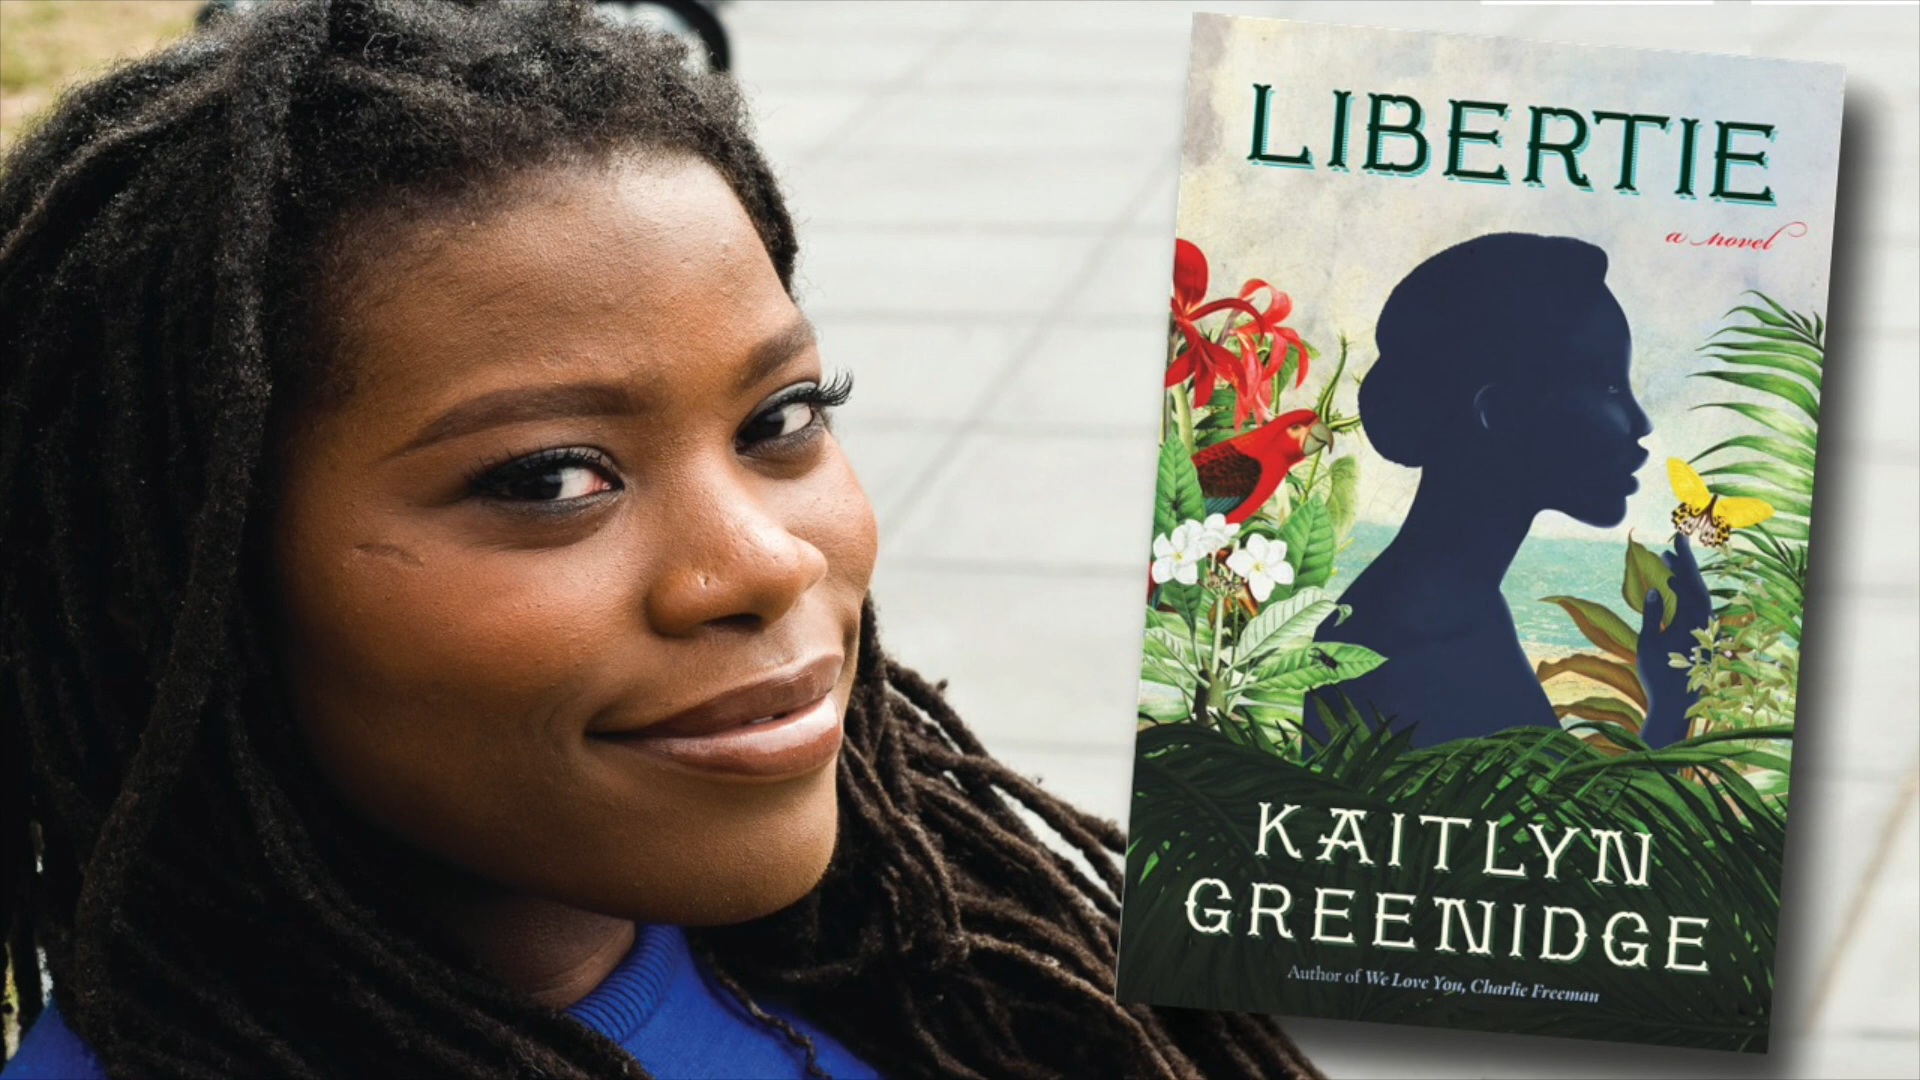 LIBERTIE
a novel
KAITLYN
GREENIDGE
Author of We Love You, Charlie Freeman